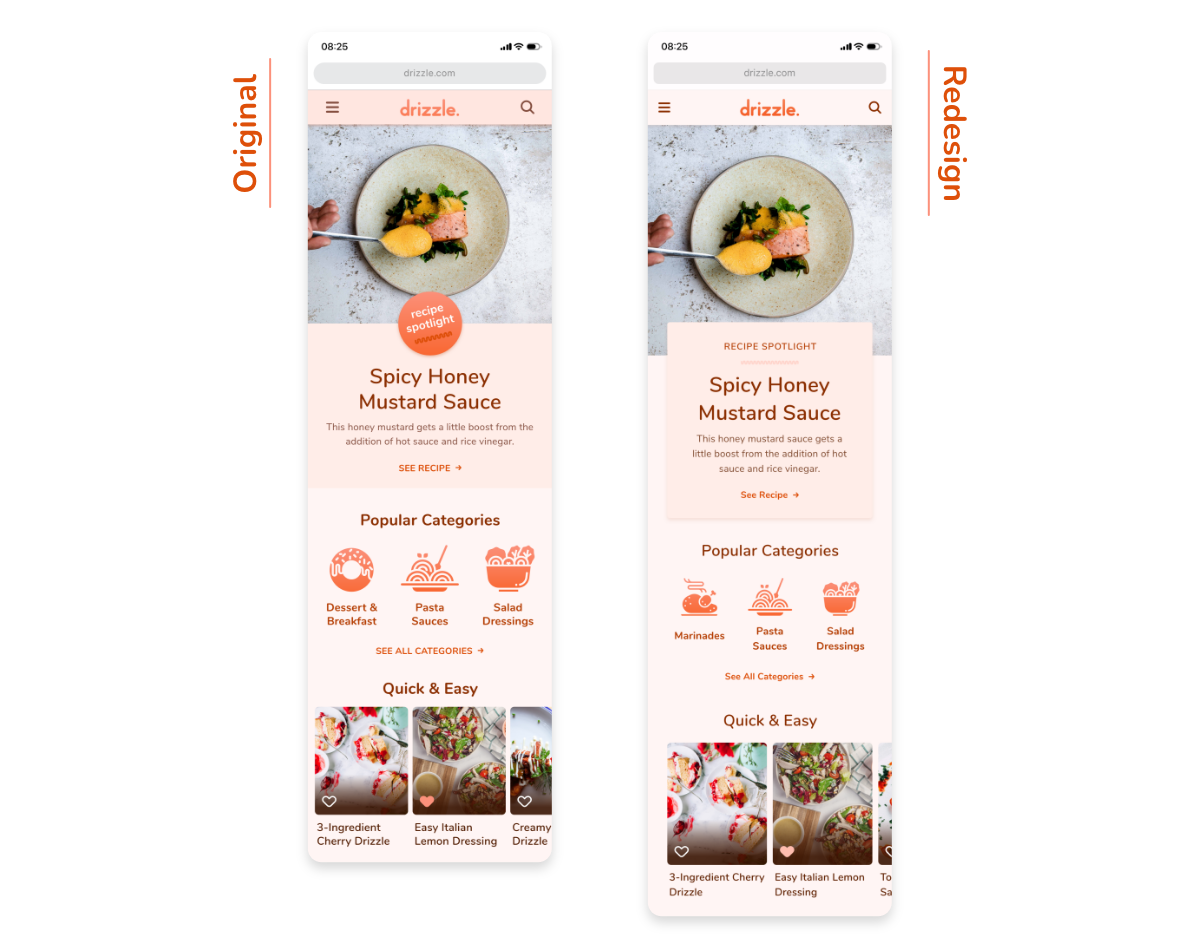 Original
08:25
drizzle.com
drizzle.
recipe
spotlight
Spicy Honey
Mustard Sauce
This honey mustard gets a little boost from the
addition of hot sauce and rice vinegar.
SEE RECIPE →
Popular Categories
Dessert &
Breakfast
Pasta
Sauces
Salad
Dressings
SEE ALL CATEGORIES →
Quick & Easy
3-Ingredient
Cherry Drizzle
Easy Italian
Lemon Dressing
Creamy
Drizzle
Redesign
08:25
drizzle.com
drizzle.
RECIPE SPOTLIGHT
Spicy Honey
Mustard Sauce
This honey mustard sauce gets a
little boost from the addition of hot
sauce and rice vinegar.
See Recipe →
Popular Categories
Marinades
Pasta
Sauces
Salad
Dressings
See All Categories →
Quick & Easy
3-Ingredient Cherry
Drizzle
Easy Italian Lemon
Dressing
To
Sa